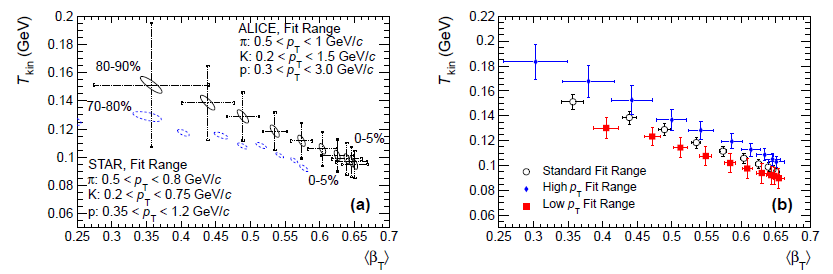 T_kin (GeV)
0.2
0.18
0.16
0.14
0.12
0.1
0.08
0.06
ALICE, Fit Range
π: 0.5 < p_T < 1 GeV/c
K: 0.2 < p_T < 1.5 GeV/c
p: 0.3 < p_T < 3.0 GeV/c
80-90%
70-80%
0-5%
0-5%
STAR, Fit Range
π: 0.5 < p_T < 0.8 GeV/c
K: 0.2 < p_T < 0.75 GeV/c
p: 0.35 < p_T < 1.2 GeV/c
(a)
0.25 0.3 0.35 0.4 0.45 0.5 0.55 0.6 0.65 0.7
⟨β_T⟩
T_kin (GeV)
0.22
0.2
0.18
0.16
0.14
0.12
0.1
0.08
0.06
Standard Fit Range
High p_T Fit Range
Low p_T Fit Range
(b)
0.25 0.3 0.35 0.4 0.45 0.5 0.55 0.6 0.65 0.7
⟨β_T⟩